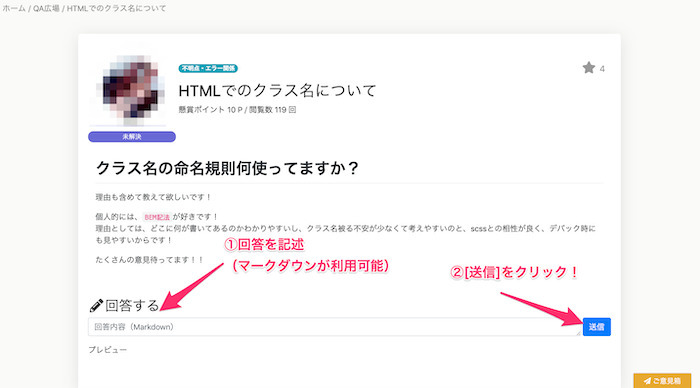 ホーム / QA広場 / HTMLでのクラス名について
不明点・エラー関係
4
HTMLでのクラス名について
懸賞ポイント 10 P / 閲覧数 119 回
未解決
クラス名の命名規則何使ってますか？
理由も含めて教えて欲しいです！
個人的には、BEM記法 が好きです！
理由としては、どこに何が書いてあるのかわかりやすいし、クラス名被る不安が少なくて考えやすいのと、scssとの相性が良く、デバック時に
も見やすいからです！
たくさんの意見待ってます！！
①回答を記述
（マークダウンが利用可能）
②[送信]をクリック！
回答する
回答内容（Markdown）
送信
プレビュー
ご意見箱